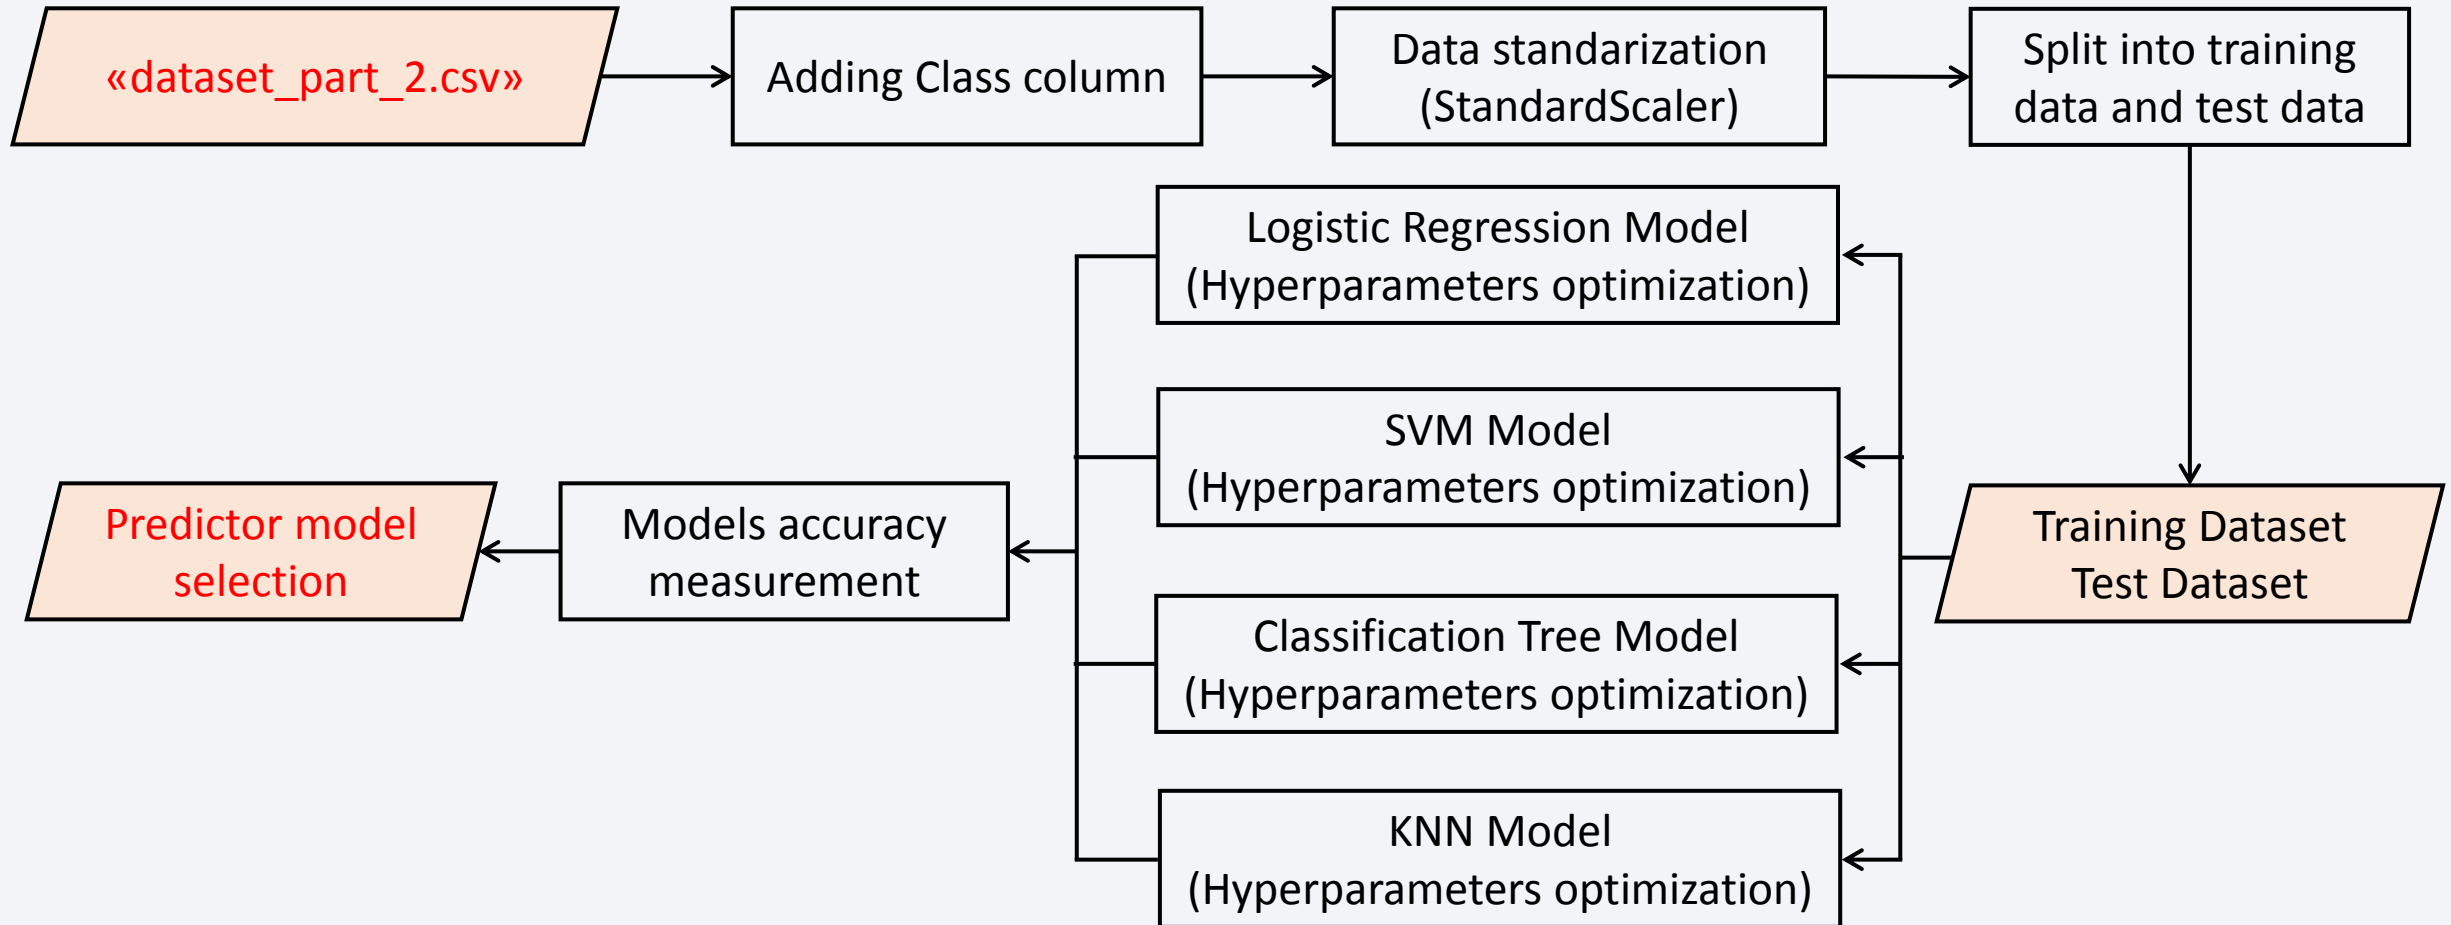 «dataset_part_2.csv»
Adding Class column
Data standarization
(StandardScaler)
Split into training
data and test data
Logistic Regression Model
(Hyperparameters optimization)
SVM Model
(Hyperparameters optimization)
Predictor model
selection
Models accuracy
measurement
Training Dataset
Test Dataset
Classification Tree Model
(Hyperparameters optimization)
KNN Model
(Hyperparameters optimization)